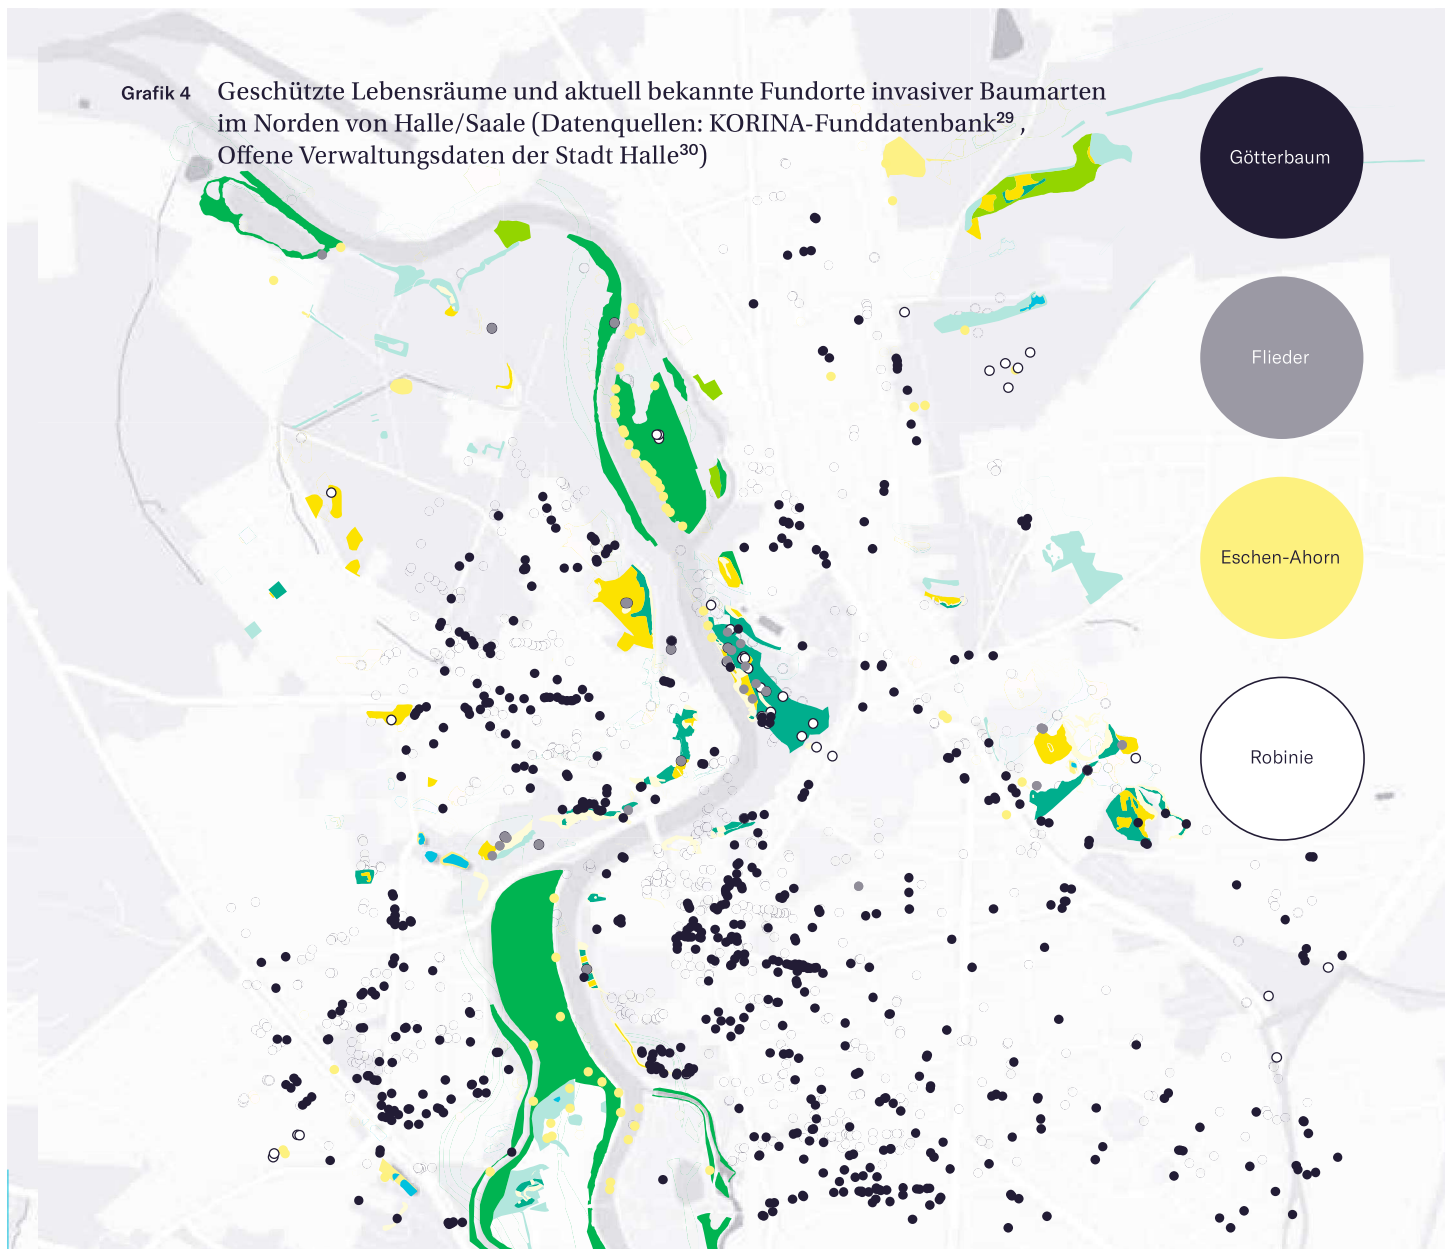 Grafik 4 Geschützte Lebensräume und aktuell bekannte Fundorte invasiver Baumarten
im Norden von Halle/Saale (Datenquellen: KORINA-Funddatenbank²⁹ ,
Offene Verwaltungsdaten der Stadt Halle³⁰)
Götterbaum
Flieder
Eschen-Ahorn
Robinie